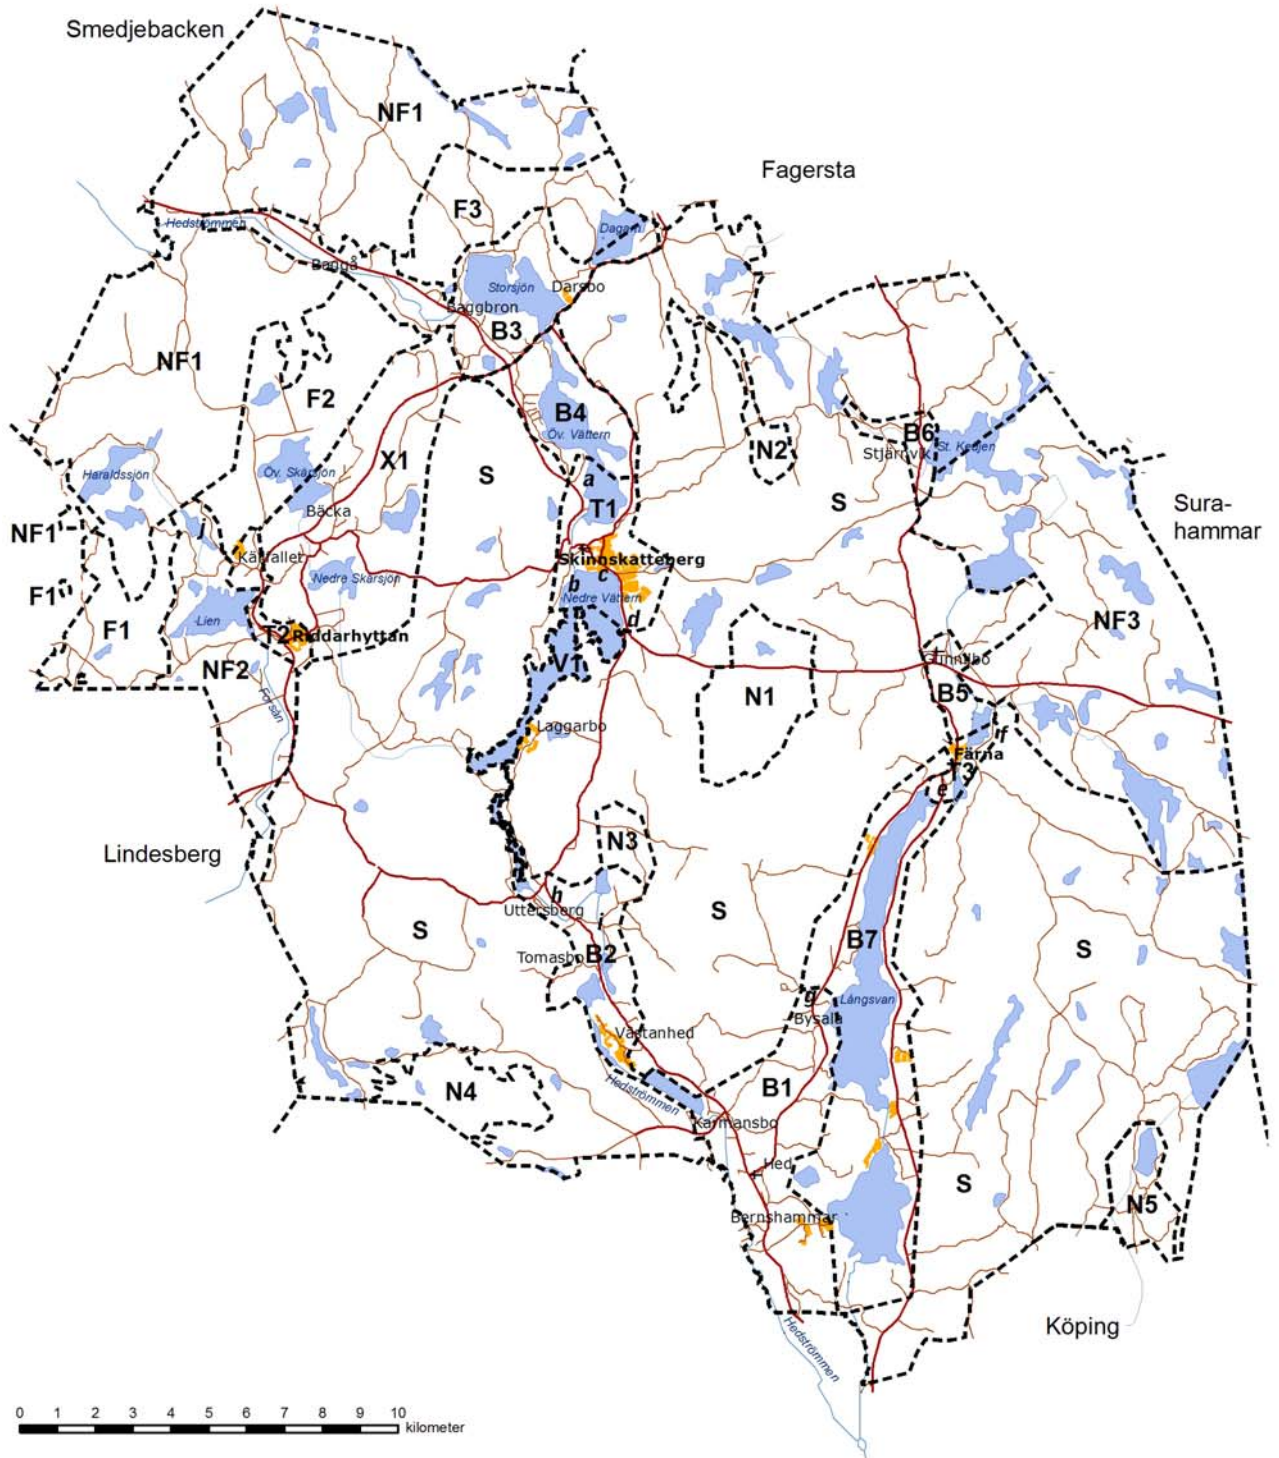 Smedjebacken
NF1
Fagersta
F3
Hedströmmen
Dagarn
Baggå
Storsjön
Darsbo
Baggbron
B3
NF1
F2
B4
Öv. Vättern
B6
N2
Stjärnvik
St. Kedjen
X1
S
Haraldssjön
Öv. Skärsjön
a
S
Sura-
hammar
T1
Bäcka
NF1
j
Kärrfallet
Skinnskatteberg
c
Nedre Skärsjön
b
Nedre Vättern
F1
Lien
d
NF3
F1
T2
Riddarhyttan
V1
Gunnilbo
NF2
N1
B5
Forsån
Laggarbo
f
Färna
T3
e
N3
Lindesberg
h
Uttersberg
S
i
S
B7
S
B2
Tomasbo
g
Långsvan
Bysala
Västanhed
N4
Hedströmmen
B1
Karmansbo
Hed
S
N5
Bernshammar
Köping
Hedströmmen
0 1 2 3 4 5 6 7 8 9 10
kilometer